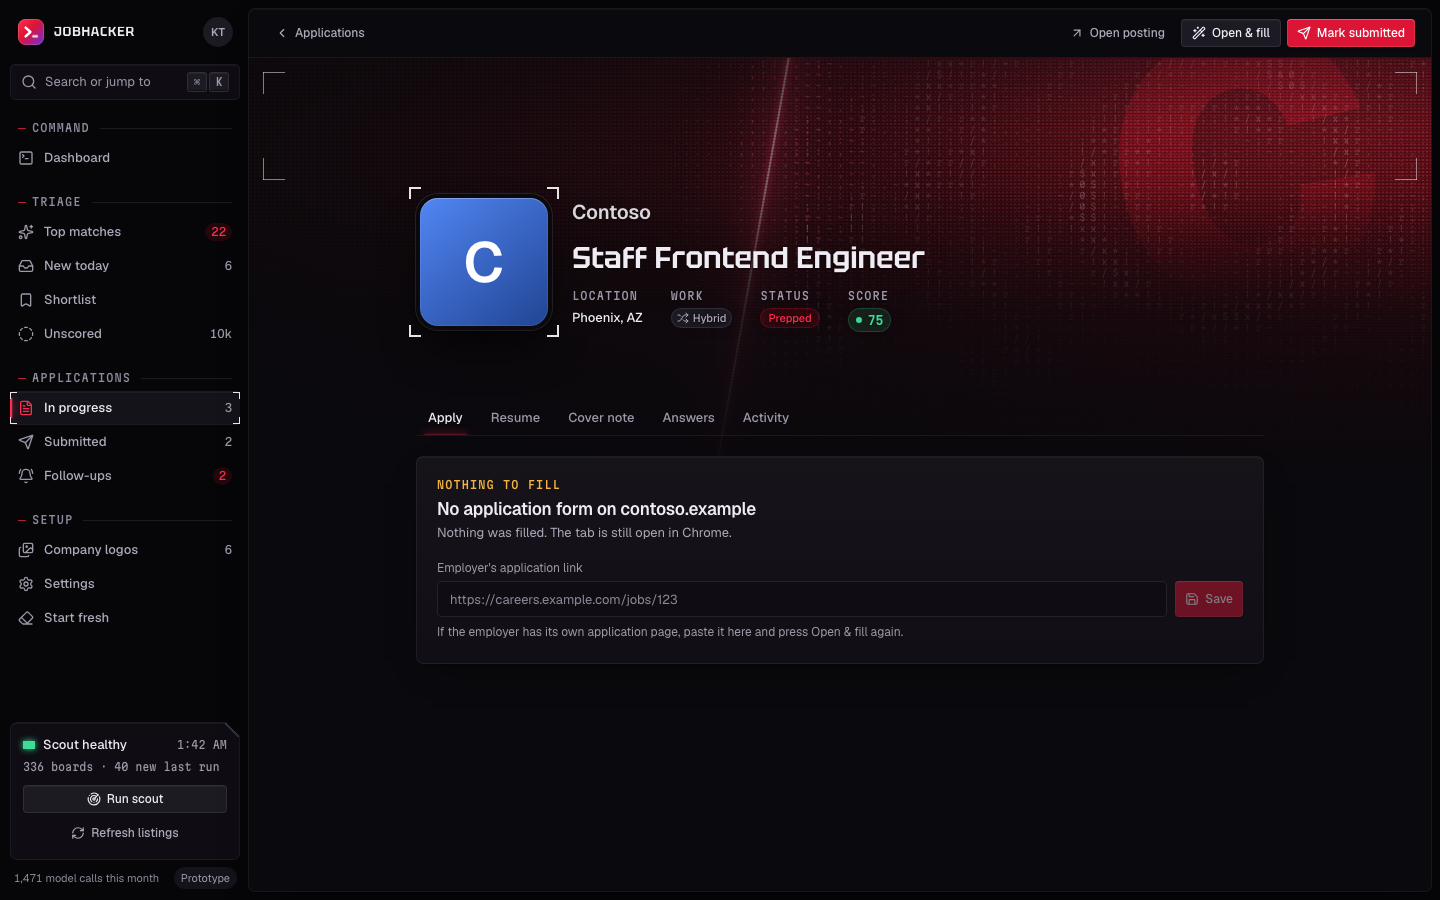 JOBHACKER
KT
Search or jump to
⌘ K
COMMAND
Dashboard
TRIAGE
Top matches 22
New today 6
Shortlist
Unscored 10k
APPLICATIONS
In progress 3
Submitted 2
Follow-ups 2
SETUP
Company logos 6
Settings
Start fresh
Scout healthy 1:42 AM
336 boards · 40 new last run
Run scout
Refresh listings
1,471 model calls this month
Prototype
Applications
Open posting
Open & fill
Mark submitted
C
Contoso
Staff Frontend Engineer
LOCATION WORK STATUS SCORE
Phoenix, AZ Hybrid Prepped 75
Apply Resume Cover note Answers Activity
NOTHING TO FILL
No application form on contoso.example
Nothing was filled. The tab is still open in Chrome.
Employer's application link
https://careers.example.com/jobs/123
Save
If the employer has its own application page, paste it here and press Open & fill again.